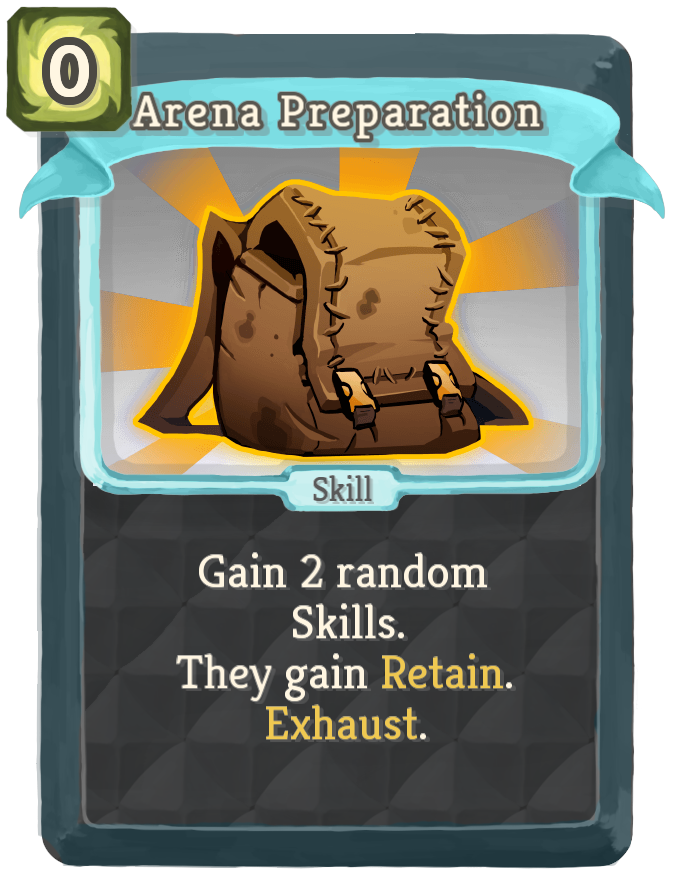 0
Arena Preparation
Skill
Gain 2 random
Skills.
They gain Retain.
Exhaust.